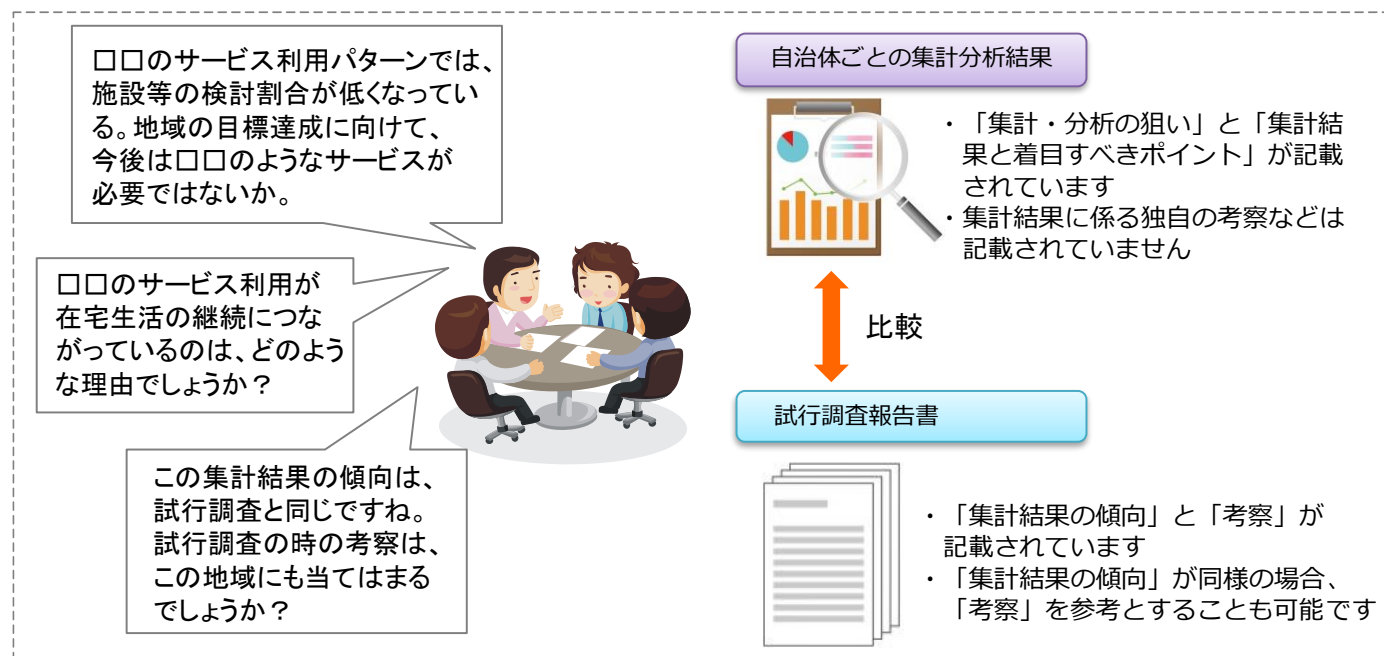 □□のサービス利用パターンでは、
施設等の検討割合が低くなってい
る。地域の目標達成に向けて、
今後は□□のようなサービスが
必要ではないか。
□□のサービス利用が
在宅生活の継続につな
がっているのは、どのよう
な理由でしょうか？
この集計結果の傾向は、
試行調査と同じですね。
試行調査の時の考察は、
この地域にも当てはまる
でしょうか？
自治体ごとの集計分析結果
・「集計・分析の狙い」と「集計結
果と着目すべきポイント」が記載
されています
・集計結果に係る独自の考察などは
記載されていません
比較
試行調査報告書
・「集計結果の傾向」と「考察」が
記載されています
・「集計結果の傾向」が同様の場合、
「考察」を参考とすることも可能です